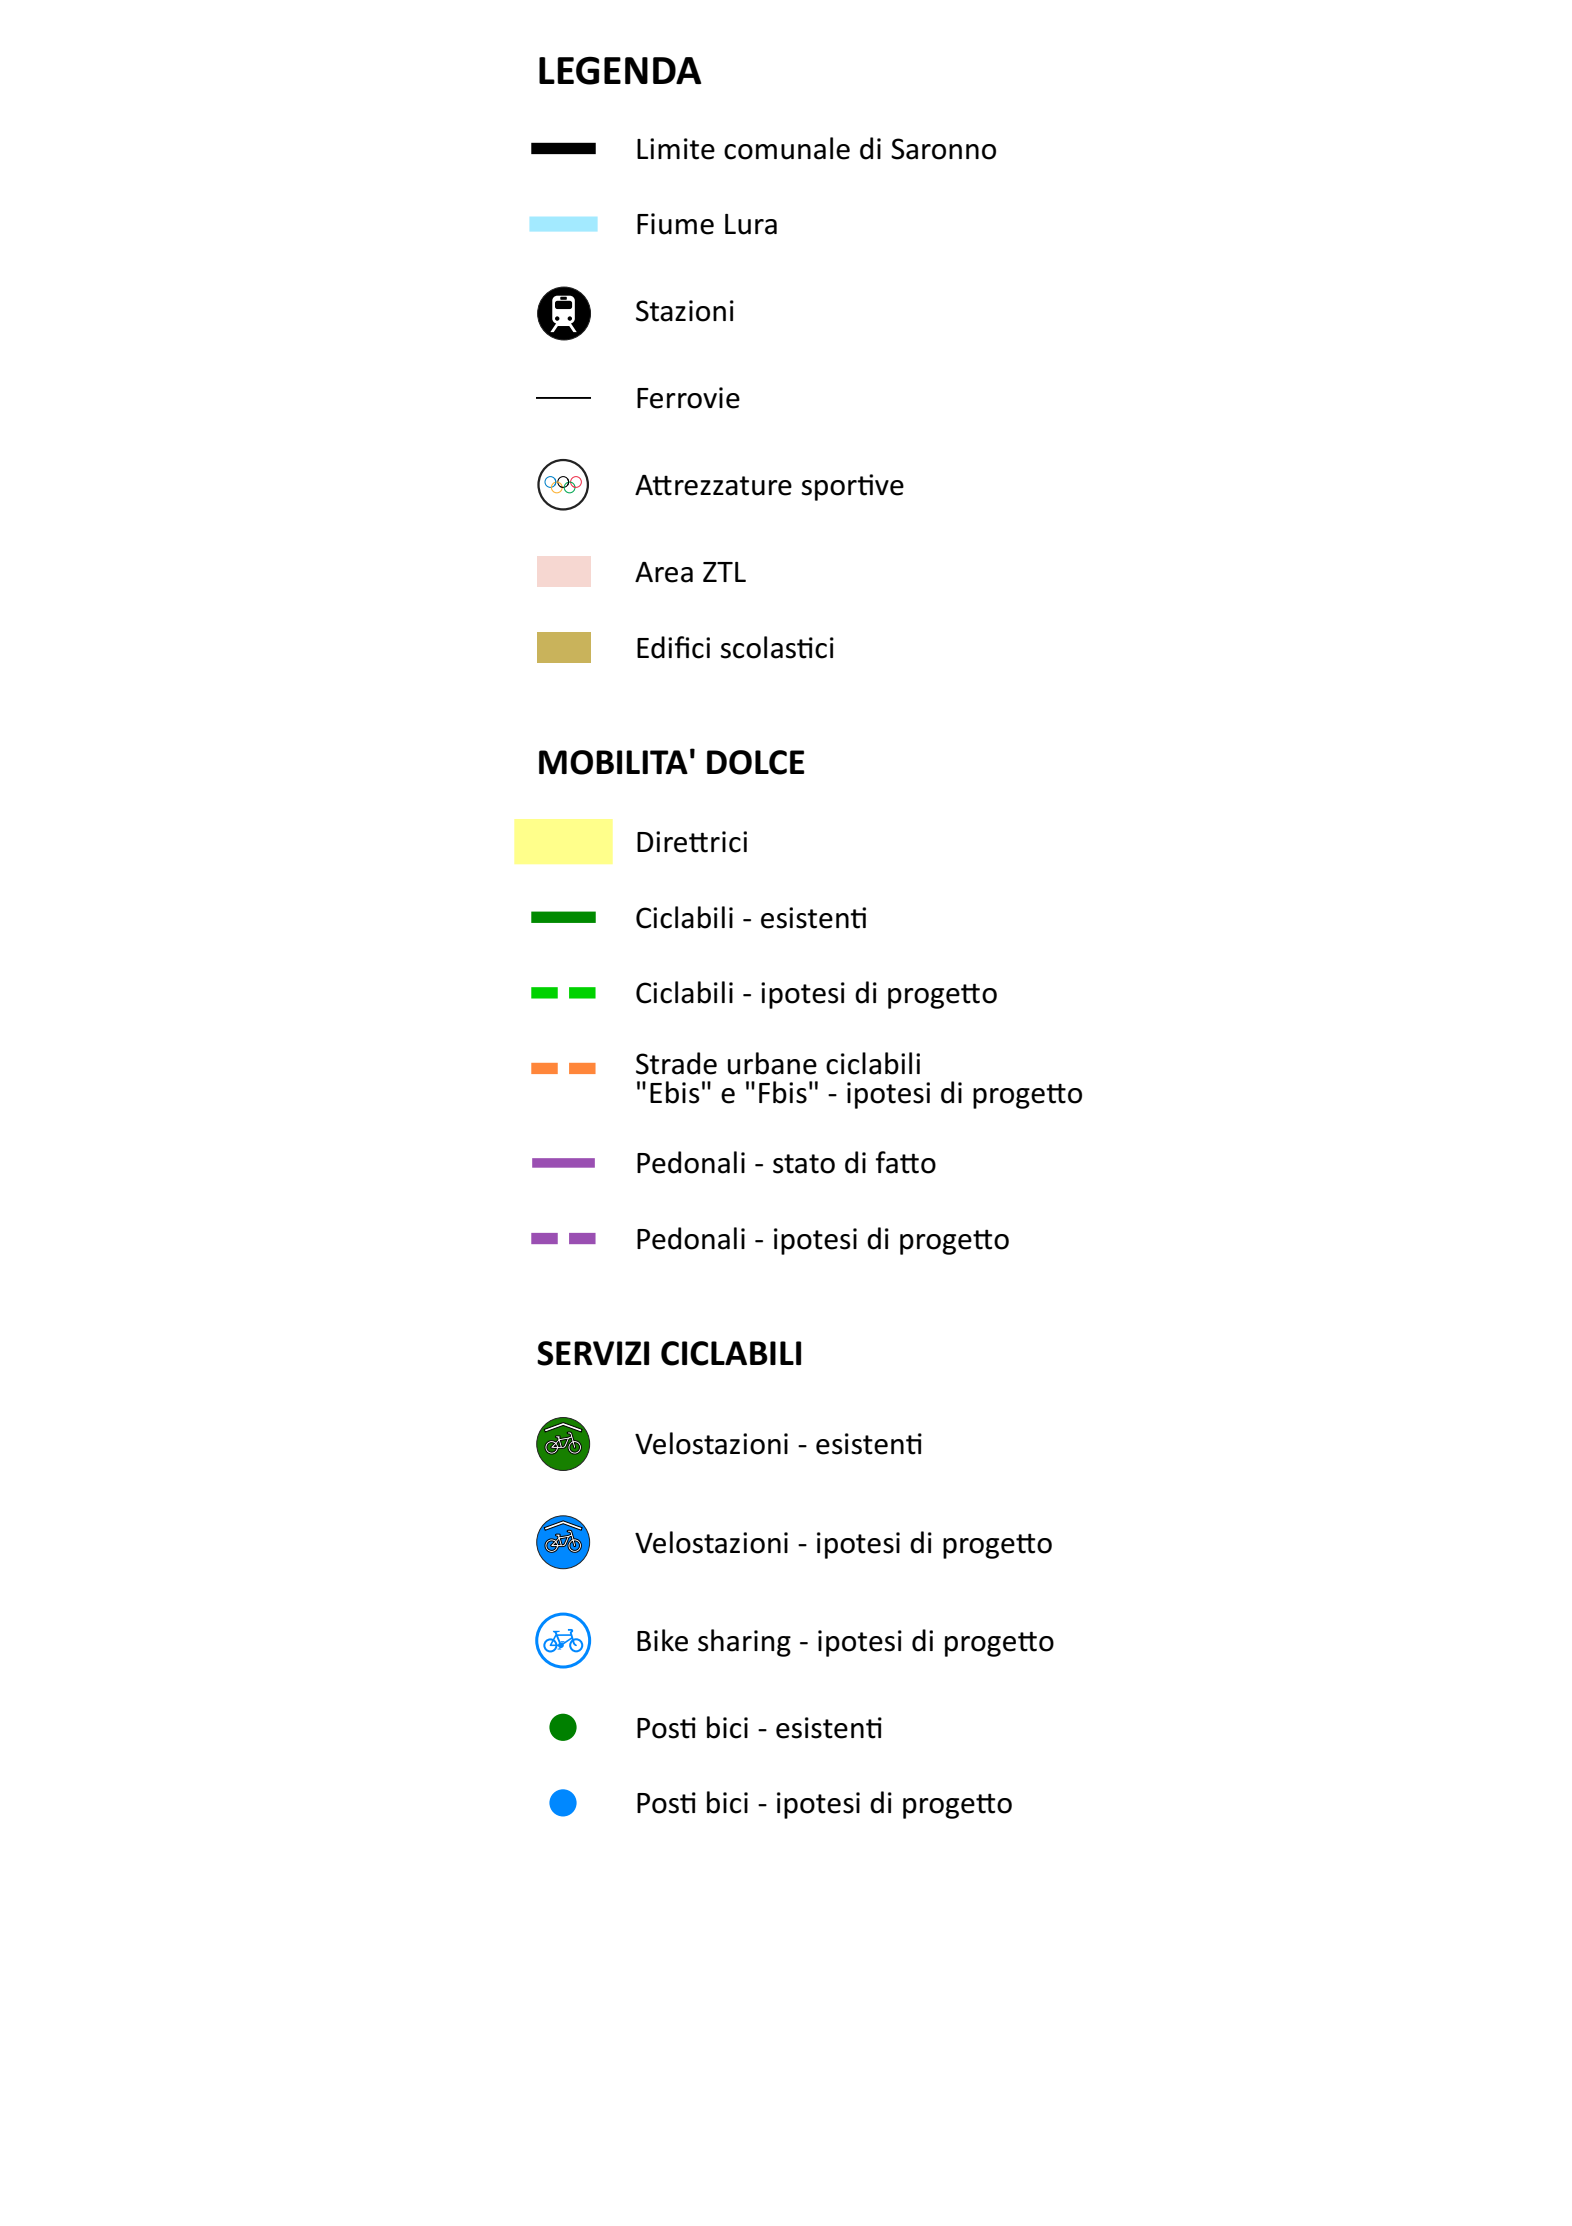 LEGENDA
Limite comunale di Saronno
Fiume Lura
Stazioni
Ferrovie
Attrezzature sportive
Area ZTL
Edifici scolastici
MOBILITA' DOLCE
Direttrici
Ciclabili - esistenti
Ciclabili - ipotesi di progetto
Strade urbane ciclabili
"Ebis" e "Fbis" - ipotesi di progetto
Pedonali - stato di fatto
Pedonali - ipotesi di progetto
SERVIZI CICLABILI
Velostazioni - esistenti
Velostazioni - ipotesi di progetto
Bike sharing - ipotesi di progetto
Posti bici - esistenti
Posti bici - ipotesi di progetto